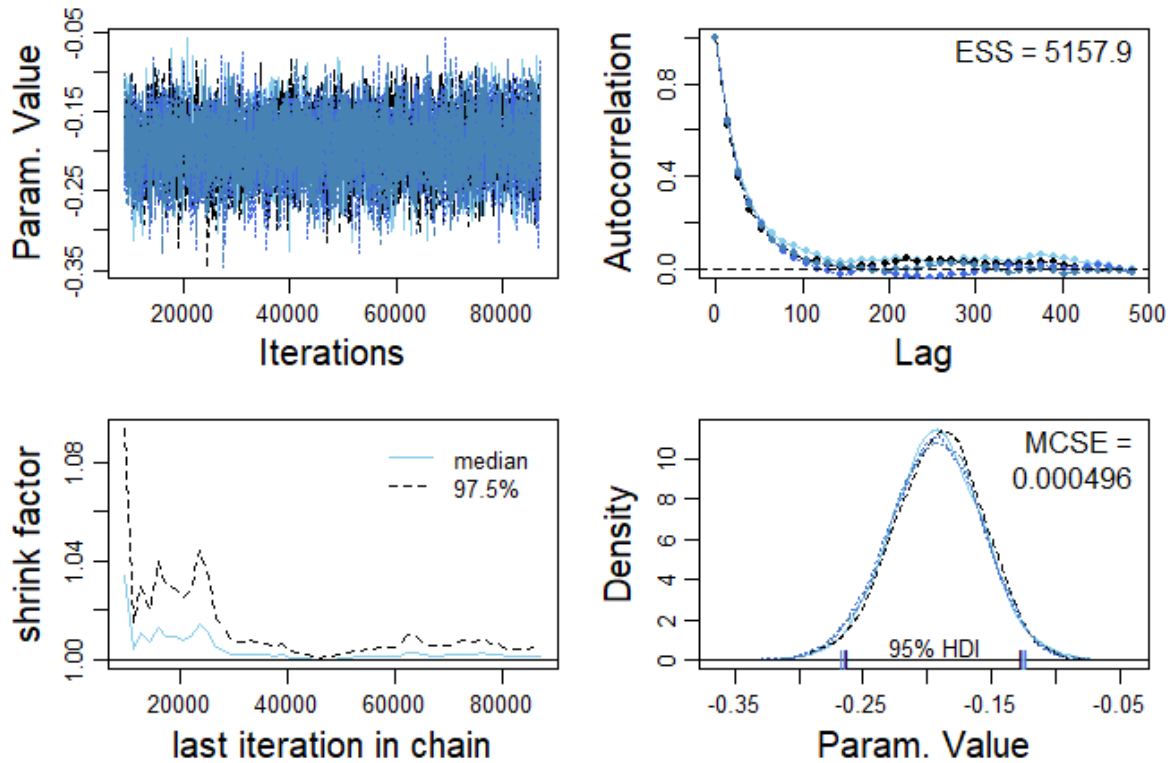 -0.05
-0.15
-0.25
-0.35
Param. Value
20000 40000 60000 80000
Iterations
ESS = 5157.9
0.8
0.4
0.0
Autocorrelation
0 100 200 300 400 500
Lag
1.08
1.04
1.00
shrink factor
median
97.5%
20000 40000 60000 80000
last iteration in chain
MCSE =
0.000496
10
8
6
4
2
0
Density
95% HDI
-0.35 -0.25 -0.15 -0.05
Param. Value